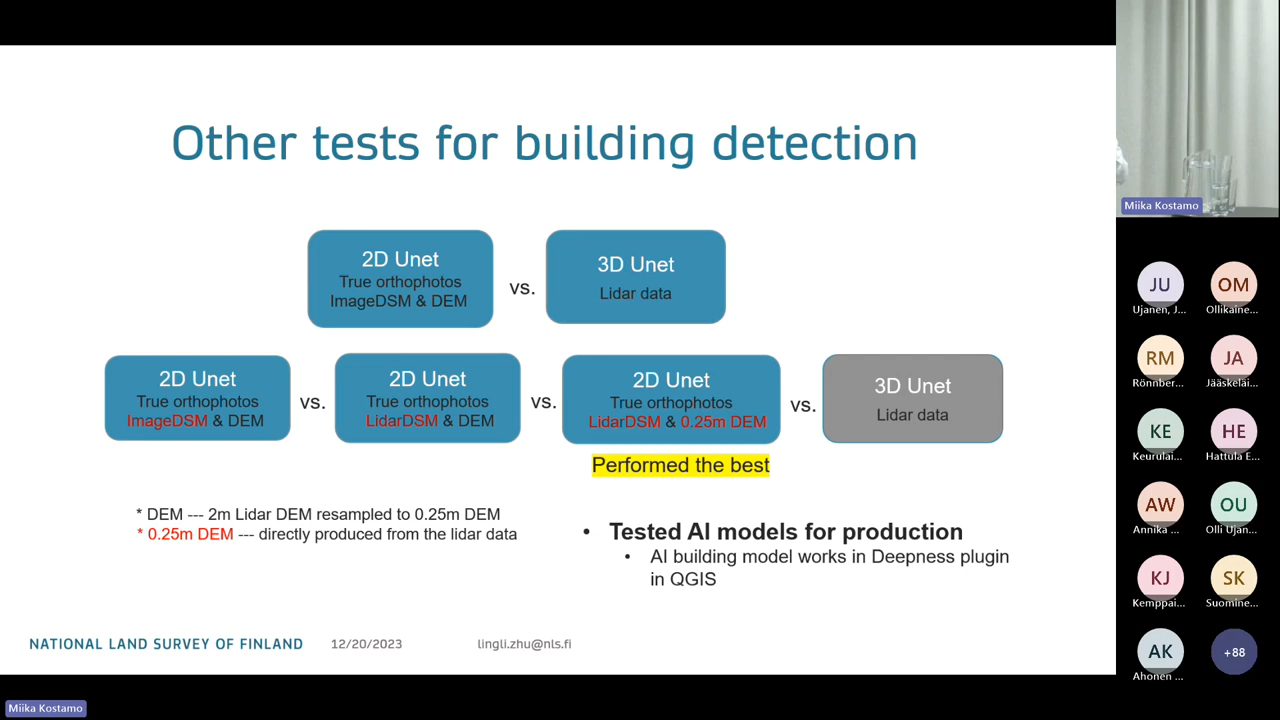 Other tests for building detection
2D Unet
True orthophotos
ImageDSM & DEM
vs.
3D Unet
Lidar data
2D Unet
True orthophotos
ImageDSM & DEM
vs.
2D Unet
True orthophotos
LidarDSM & DEM
vs.
2D Unet
True orthophotos
LidarDSM & 0.25m DEM
vs.
3D Unet
Lidar data
Performed the best
* DEM --- 2m Lidar DEM resampled to 0.25m DEM
* 0.25m DEM --- directly produced from the lidar data
• Tested AI models for production
• AI building model works in Deepness plugin
in QGIS
NATIONAL LAND SURVEY OF FINLAND 12/20/2023 lingli.zhu@nls.fi
Miika Kostamo
JU
Ujanen, J...
OM
Ollikaine...
RM
Rönnber...
JA
Jääskeläi...
KE
Keurulai...
HE
Hattula E...
AW
Annika ...
OU
Olli Ujan...
KJ
Kemppai...
SK
Suomine...
AK
Ahonen ...
+88
Miika Kostamo